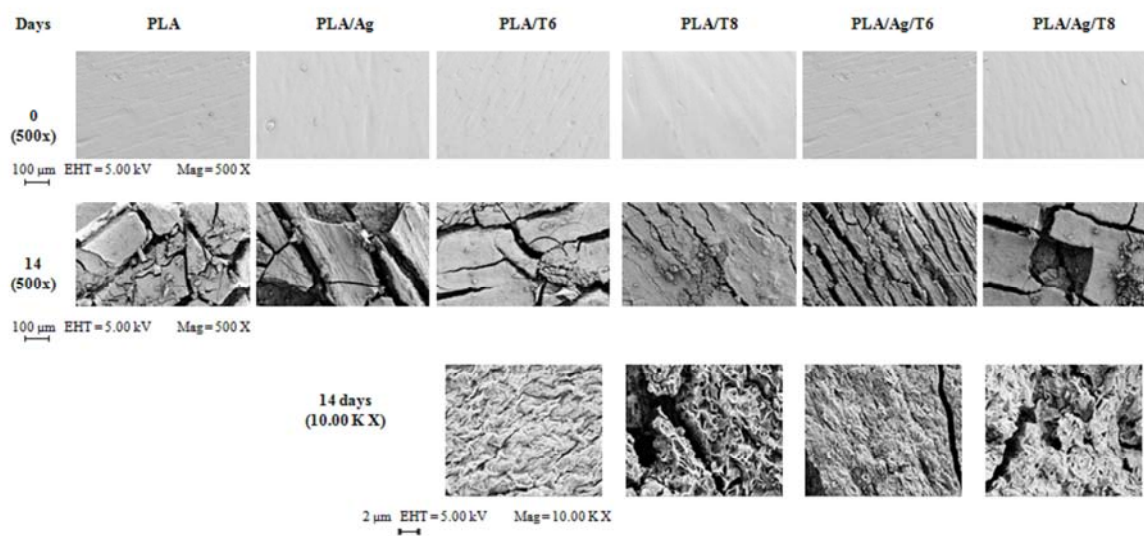 Days PLA PLA/Ag PLA/T6 PLA/T8 PLA/Ag/T6 PLA/Ag/T8
0
(500x)
100 µm EHT = 5.00 kV Mag = 500 X
14
(500x)
100 µm EHT = 5.00 kV Mag = 500 X
14 days
(10.00 K X)
2 µm EHT = 5.00 kV Mag = 10.00 K X